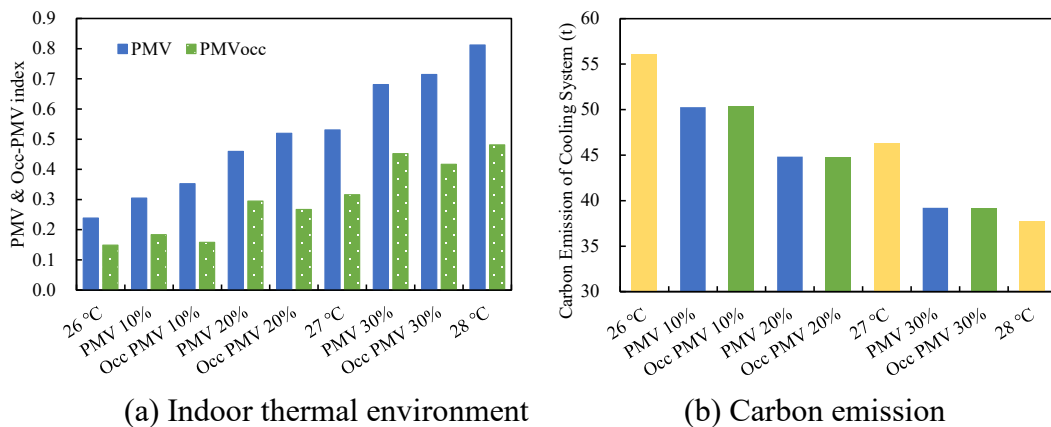 0.9
0.8
0.7
0.6
0.5
0.4
0.3
0.2
0.1
0.0
PMV & Occ-PMV index
PMV
PMVocc
26 °C
PMV 10%
Occ PMV 10%
PMV 20%
Occ PMV 20%
27 °C
PMV 30%
Occ PMV 30%
28 °C
(a) Indoor thermal environment
60
55
50
45
40
35
30
Carbon Emission of Cooling System (t)
26 °C
PMV 10%
Occ PMV 10%
PMV 20%
Occ PMV 20%
27 °C
PMV 30%
Occ PMV 30%
28 °C
(b) Carbon emission